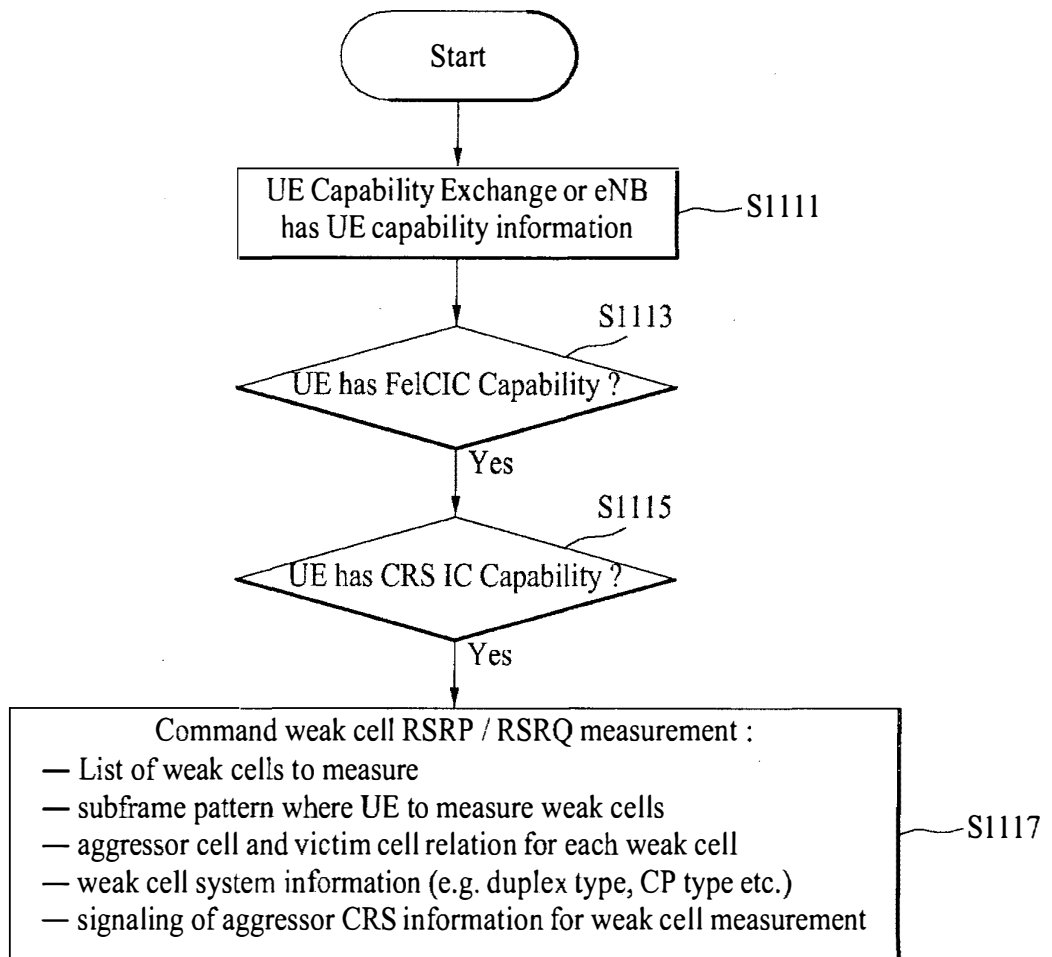 Start
UE Capability Exchange or eNB
has UE capability information
S1111
S1113
UE has FelCIC Capability ?
Yes
S1115
UE has CRS IC Capability ?
Yes
Command weak cell RSRP / RSRQ measurement :
— List of weak cells to measure
— subframe pattern where UE to measure weak cells
— aggressor cell and victim cell relation for each weak cell
— weak cell system information (e.g. duplex type, CP type etc.)
— signaling of aggressor CRS information for weak cell measurement
S1117